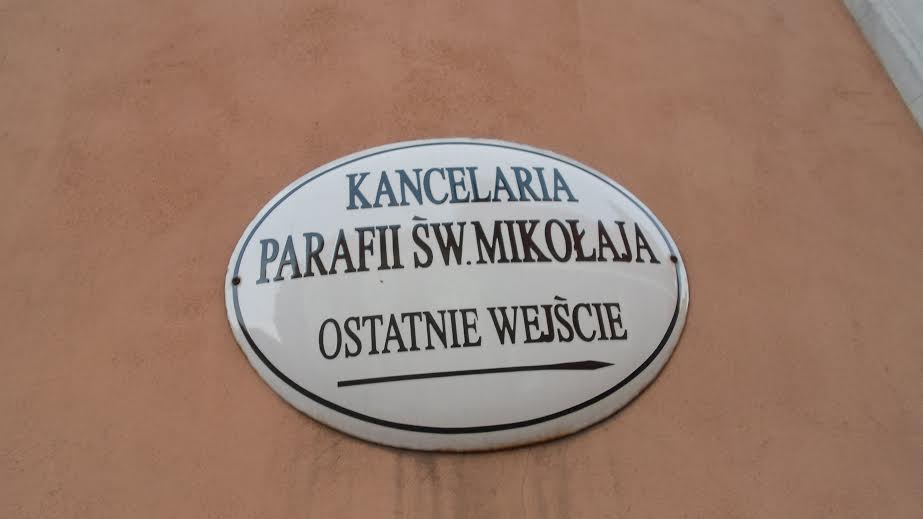 KANCELARIA
PARAFII ŚW. MIKOŁAJA
OSTATNIE WEJŚCIE